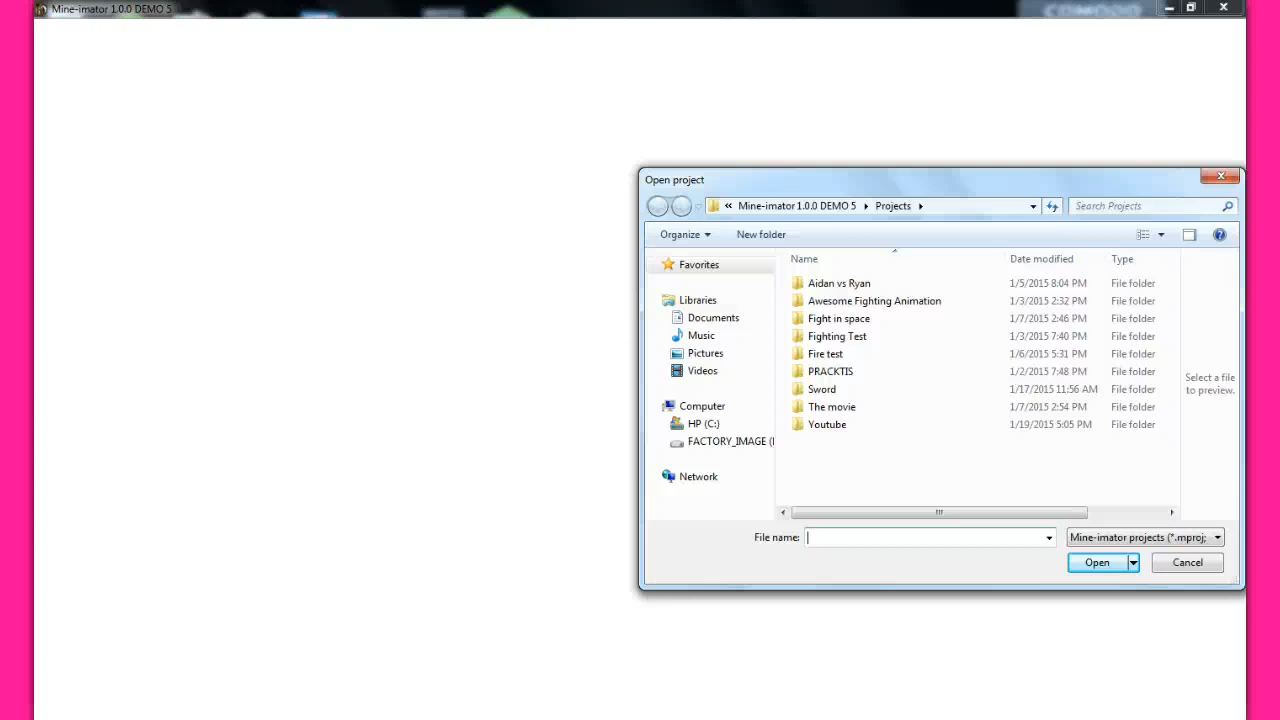 Mine-imator 1.0.0 DEMO 5
COMODO
Open project
« Mine-imator 1.0.0 DEMO 5 Projects
Search Projects
Organize
New folder
Name Date modified Type
Favorites
Libraries
Documents
Music
Pictures
Videos
Computer
HP (C:)
FACTORY_IMAGE (
Network
Aidan vs Ryan 1/5/2015 8:04 PM File folder
Awesome Fighting Animation 1/3/2015 2:32 PM File folder
Fight in space 1/7/2015 2:46 PM File folder
Fighting Test 1/3/2015 7:40 PM File folder
Fire test 1/6/2015 5:31 PM File folder
PRACKTIS 1/2/2015 7:48 PM File folder
Sword 1/17/2015 11:56 AM File folder
The movie 1/7/2015 2:54 PM File folder
Youtube 1/19/2015 5:05 PM File folder
Select a file
to preview.
File name:
Mine-imator projects (*.mproj;
Open
Cancel